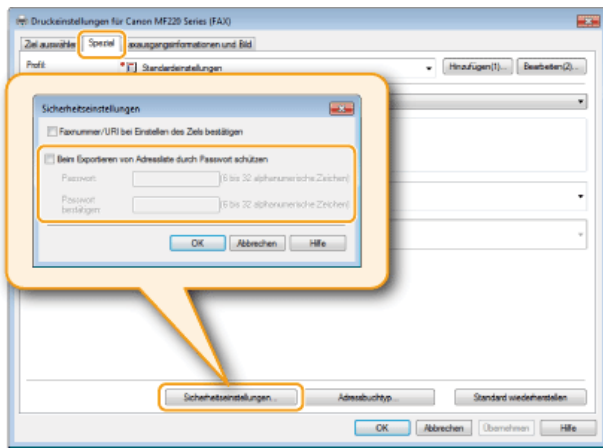 Druckeinstellungen für Canon MF220 Series (FAX)
Ziel auswählen Spezial Faxausgangsinformationen und Bild
Profil: Standardeinstellungen Hinzufügen(1)... Bearbeiten(2)...
Sicherheitseinstellungen
Faxnummer/URI bei Einstellen des Ziels bestätigen
Beim Exportieren von Adressliste durch Passwort schützen
Passwort: (6 bis 32 alphanumerische Zeichen)
Passwort
bestätigen: (6 bis 32 alphanumerische Zeichen)
OK Abbrechen Hilfe
Sicherheitseinstellungen... Adressbuchtyp... Standard wiederherstellen
OK Abbrechen Übernehmen Hilfe